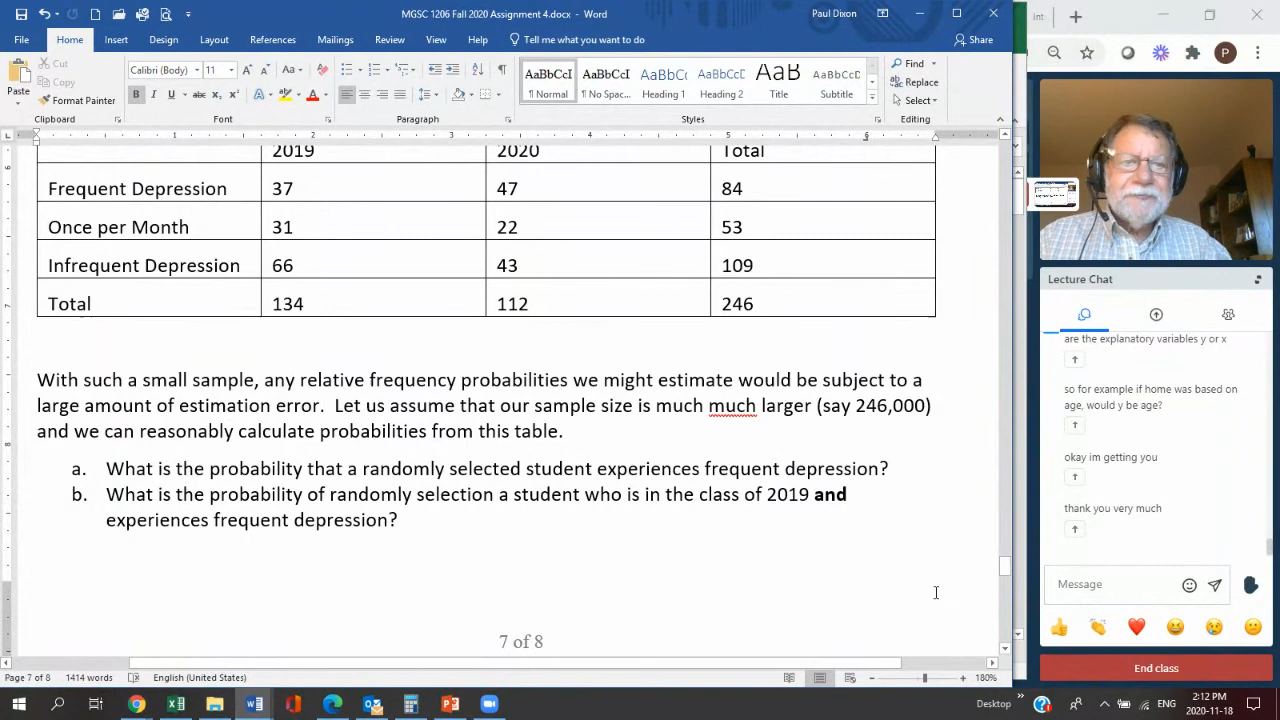 MGSC 1206 Fall 2020 Assignment 4.docx - Word
Paul Dixon
File Home Insert Draw Design Layout References Mailings Review View Help Tell me what you want to do Share
Paste Cut Copy Format Painter Clipboard
Calibri (Body) 11 Font
Paragraph
AaBbCcI AaBbCcI AaBbCc AaBbCcI AaB AaBbCcI
¶ Normal ¶ No Spac... Heading 1 Heading 2 Title Subtitle
Styles
Find Replace Select Editing
1 2 3 4 5 6
2019 2020 Total
Frequent Depression 37 47 84
Once per Month 31 22 53
Infrequent Depression 66 43 109
Total 134 112 246
With such a small sample, any relative frequency probabilities we might estimate would be subject to a
large amount of estimation error. Let us assume that our sample size is much much larger (say 246,000)
and we can reasonably calculate probabilities from this table.
a. What is the probability that a randomly selected student experiences frequent depression?
b. What is the probability of randomly selection a student who is in the class of 2019 and
experiences frequent depression?
7 of 8
Page 7 of 8 1414 words English (United States) 180%
Int
P
Lecture Chat
are the explanatory variables y or x
so for example if home was based on
age, would y be age?
okay im getting you
thank you very much
Message
End class
Desktop ENG 2:12 PM
2020-11-18